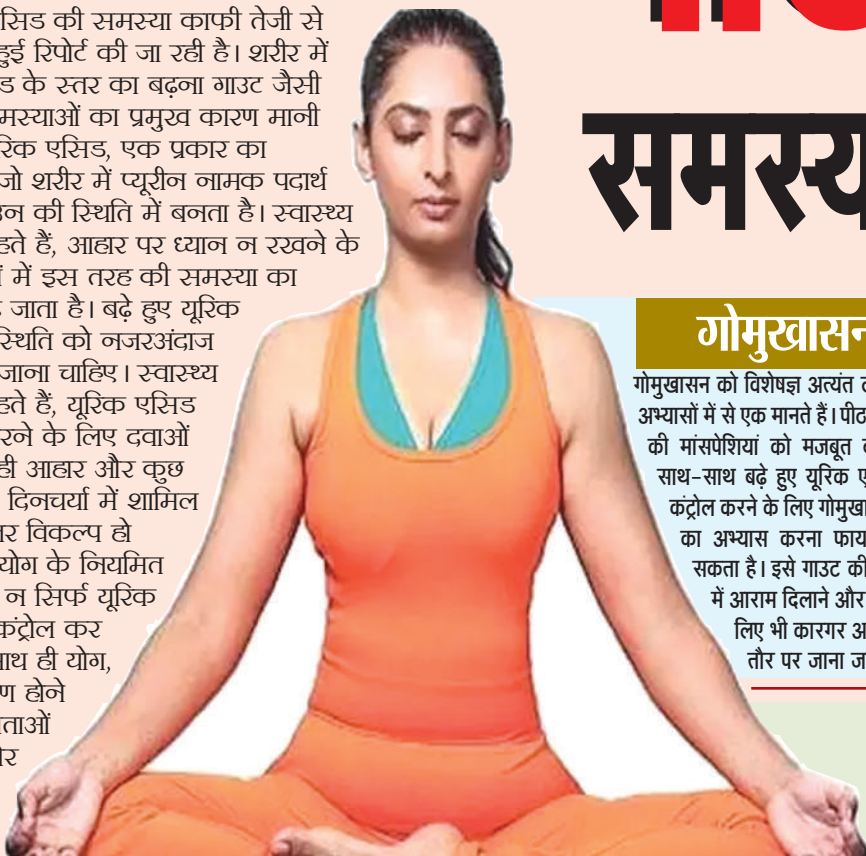 सिड की समस्या काफी तेजी से
हुई रिपोर्ट की जा रही है। शरीर में
ड के स्तर का बढ़ना गाउट जैसी
मस्याओं का प्रमुख कारण मानी
रिक एसिड, एक प्रकार का
जो शरीर में प्यूरीन नामक पदार्थ
उन की स्थिति में बनता है। स्वास्थ्य
हते हैं, आहार पर ध्यान न रखने के
में इस तरह की समस्या का
जाता है। बढ़े हुए यूरिक
स्थिति को नजरअंदाज
जाना चाहिए। स्वास्थ्य
हते हैं, यूरिक एसिड
रने के लिए दवाओं
ही आहार और कुछ
दिनचर्या में शामिल
र विकल्प हो
योग के नियमित
न सिर्फ यूरिक
कंट्रोल कर
साथ ही योग,
ण होने
ताओं
समस्य
गोमुखासन
गोमुखासन को विशेषज्ञ अत्यंत
अभ्यासों में से एक मानते हैं। पीठ
की मांसपेशियां को मजबूत
साथ-साथ बढ़े हुए यूरिक ए
कंट्रोल करने के लिए गोमुखा
का अभ्यास करना फाय
सकता है। इसे गाउट की
में आराम दिलाने और
लिए भी कारगर अ
तौर पर जाना ज